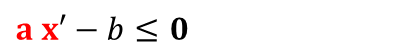 a x′ − b ≤ 0